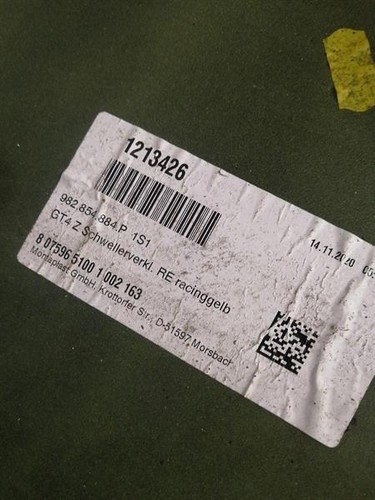 1213426
982.854.864.P 1S1
14.11.2020
GT4 Z Schwellerverkl. RE racinggelb
8 07596 5100 1 002 163
Montaplast GmbH, Krottorfer Str., D-51597 Morsbach